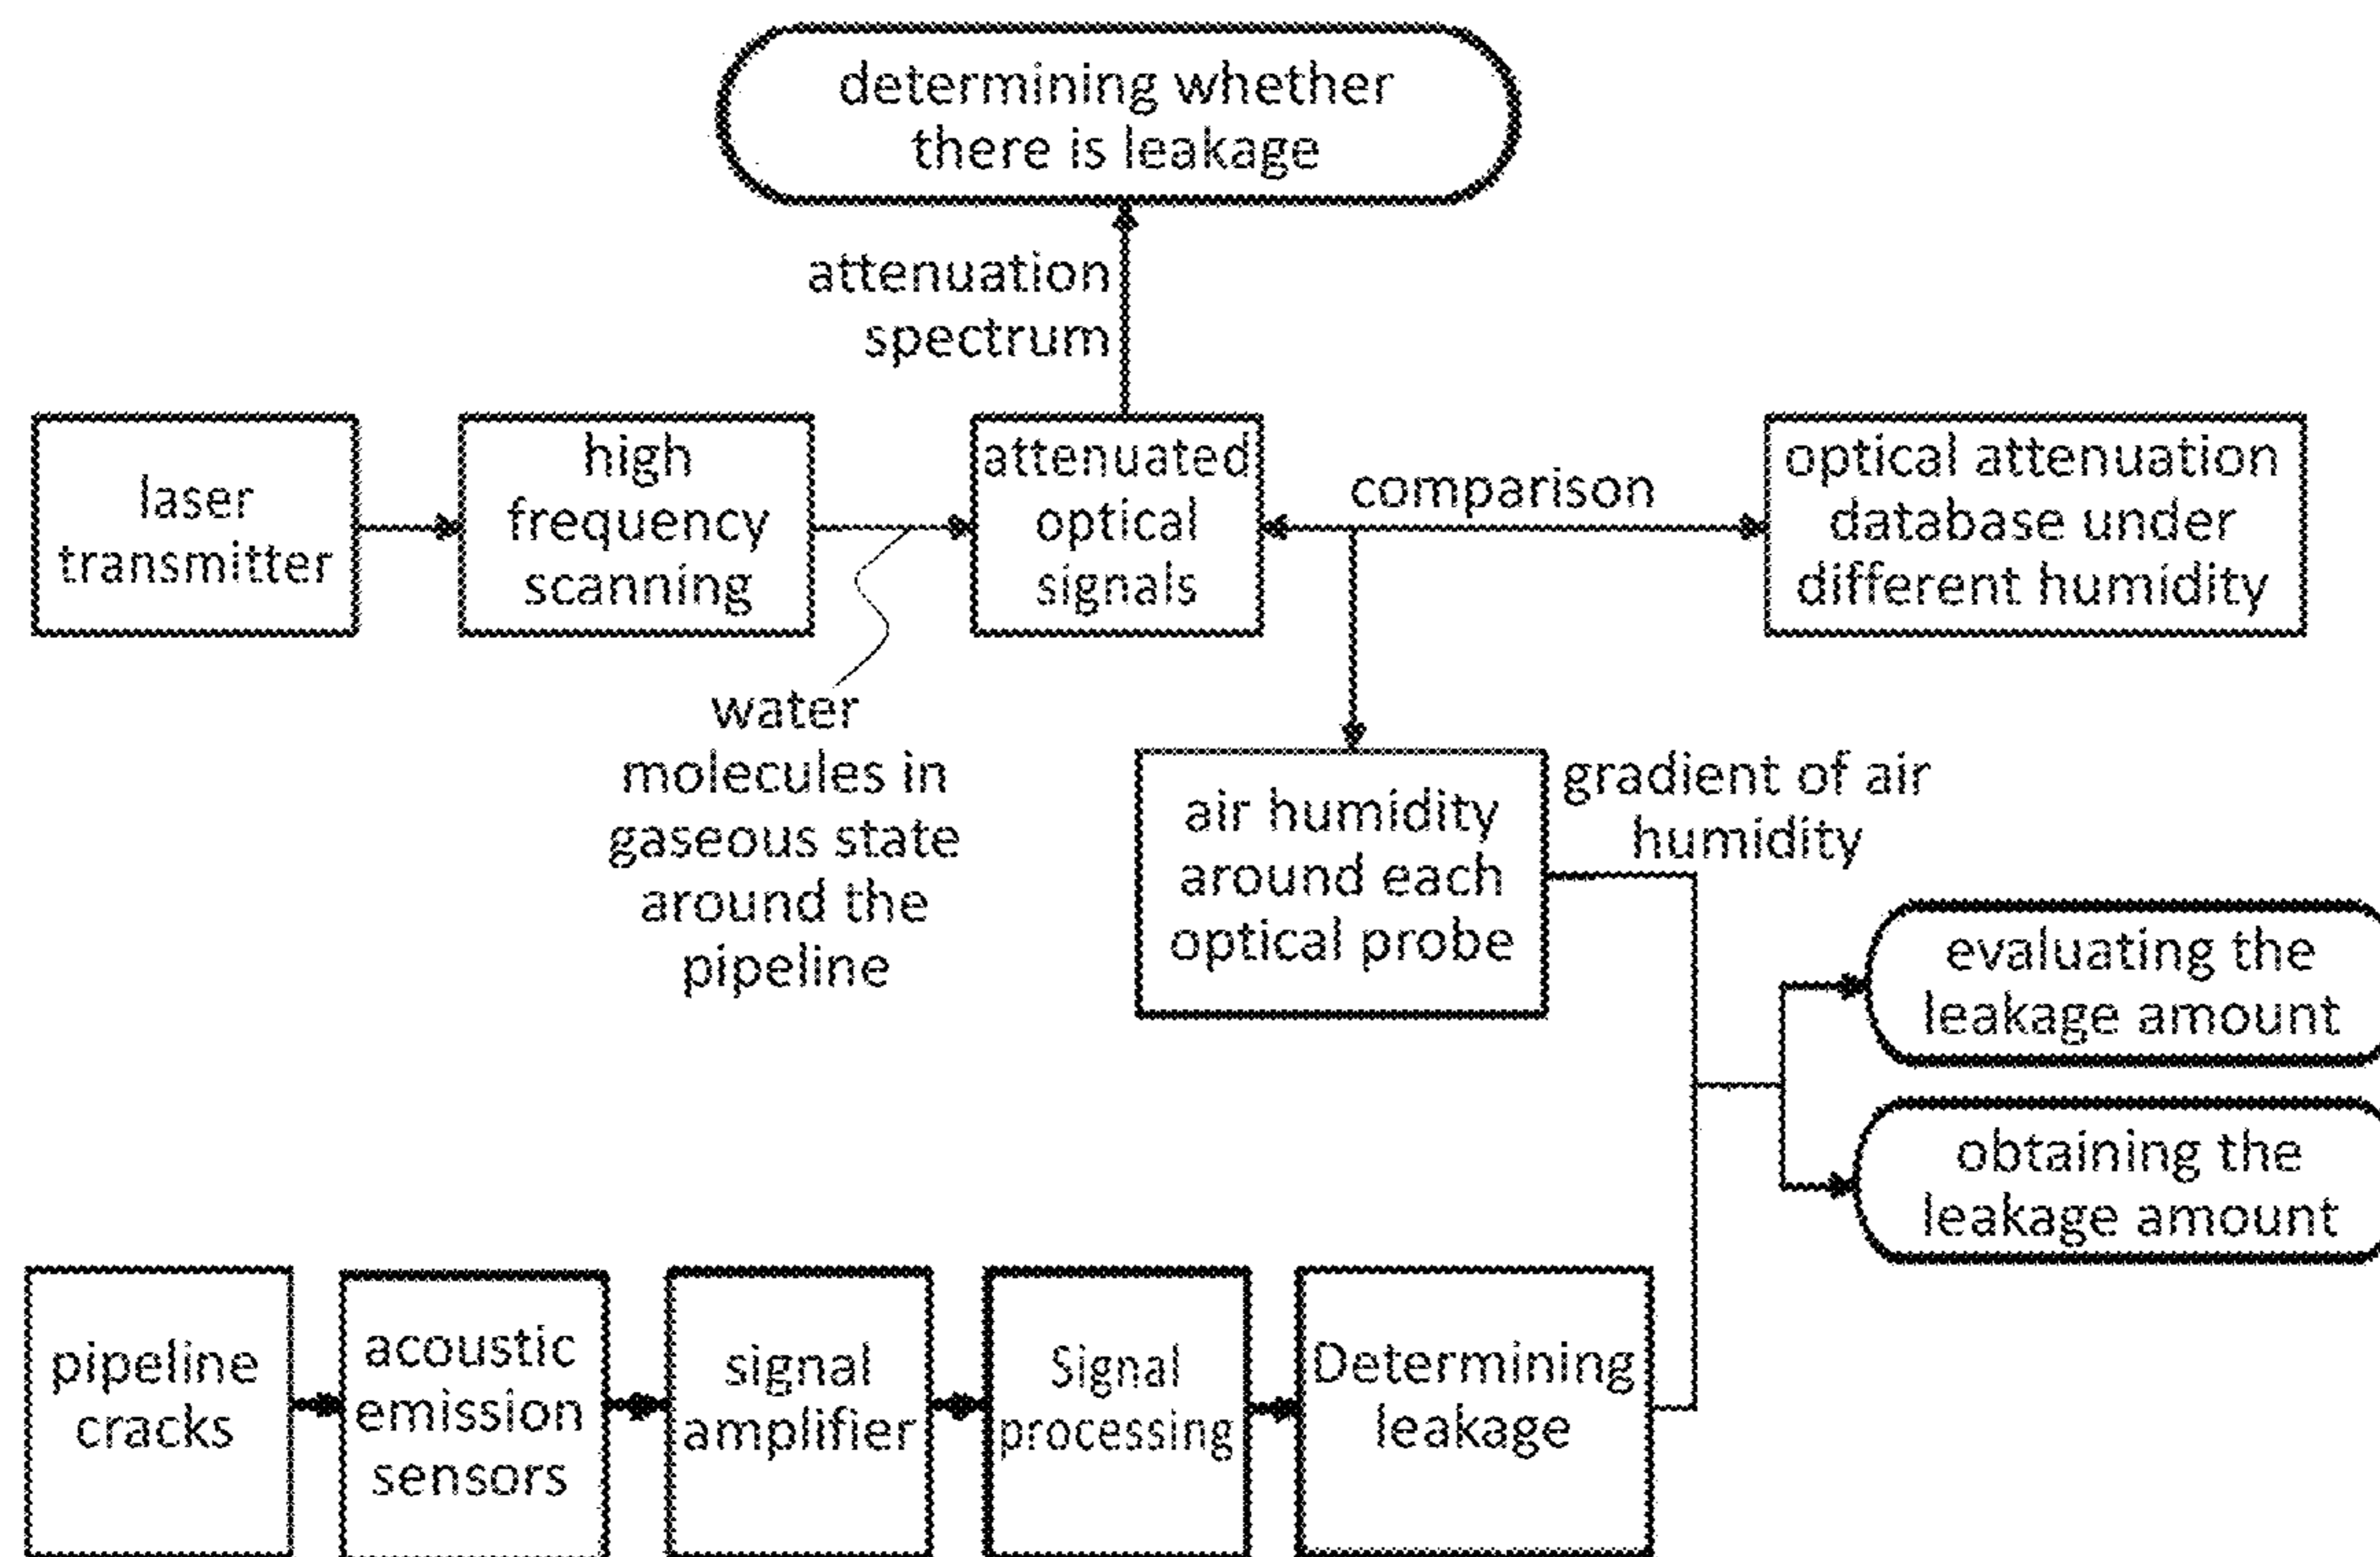 determining whether
there is leakage
attenuation
spectrum
laser
transmitter
high
frequency
scanning
attenuated
optical
signals
comparison
optical attenuation
database under
different humidity
water
molecules in
gaseous state
around the
pipeline
air humidity
around each
optical probe
gradient of air
humidity
evaluating the
leakage amount
obtaining the
leakage amount
pipeline
cracks
acoustic
emission
sensors
signal
amplifier
Signal
processing
Determining
leakage